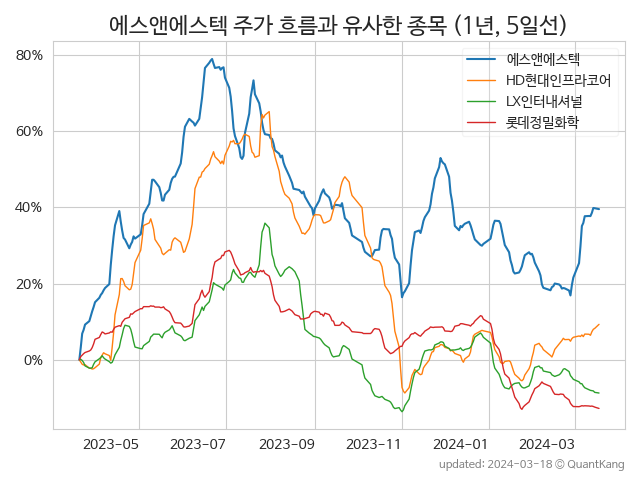 에스앤에스텍 주가 흐름과 유사한 종목 (1년, 5일선)
에스앤에스텍
HD현대인프라코어
LX인터내셔널
롯데정밀화학
80%
60%
40%
20%
0%
2023-05 2023-07 2023-09 2023-11 2024-01 2024-03
updated: 2024-03-18 © QuantKang